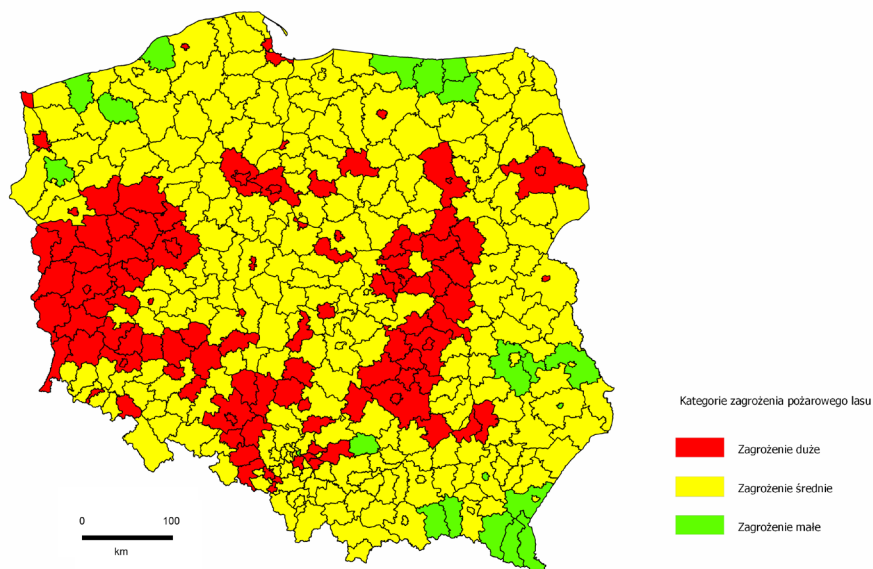 Kategorie zagrożenia pożarowego lasu
Zagrożenie duże
Zagrożenie średnie
Zagrożenie małe
0 100
km